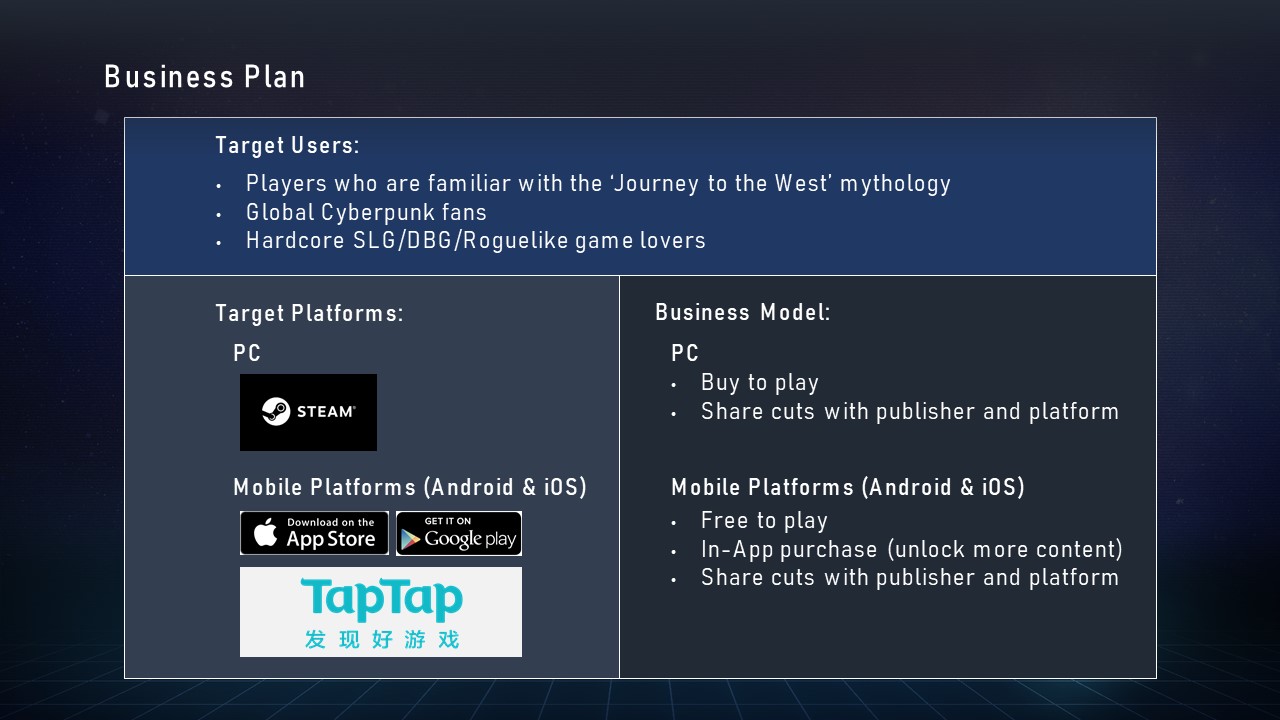 Business Plan
Target Users:
• Players who are familiar with the ‘Journey to the West’ mythology
• Global Cyberpunk fans
• Hardcore SLG/DBG/Roguelike game lovers
Target Platforms:
PC
STEAM®
Mobile Platforms (Android & iOS)
Download on the
App Store
GET IT ON
Google play
TapTap
发现好游戏
Business Model:
PC
• Buy to play
• Share cuts with publisher and platform
Mobile Platforms (Android & iOS)
• Free to play
• In-App purchase (unlock more content)
• Share cuts with publisher and platform